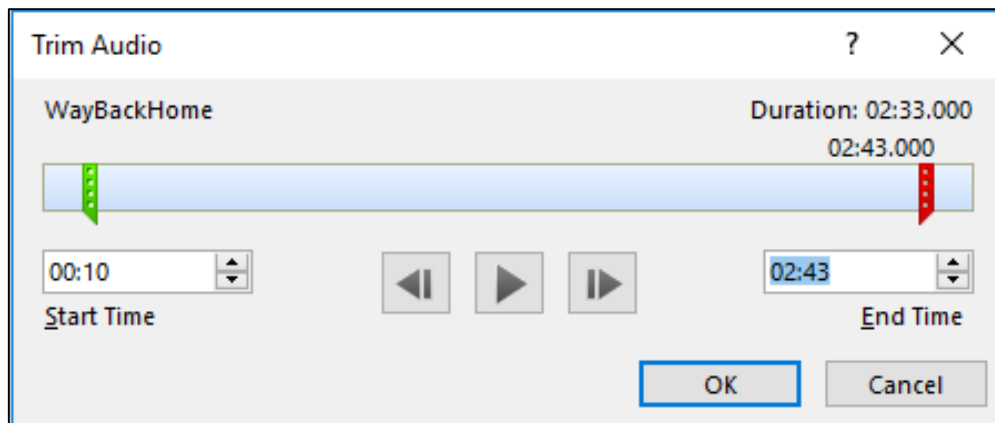 Trim Audio ? ×
WayBackHome Duration: 02:33.000
02:43.000
00:10 02:43
Start Time End Time
OK Cancel